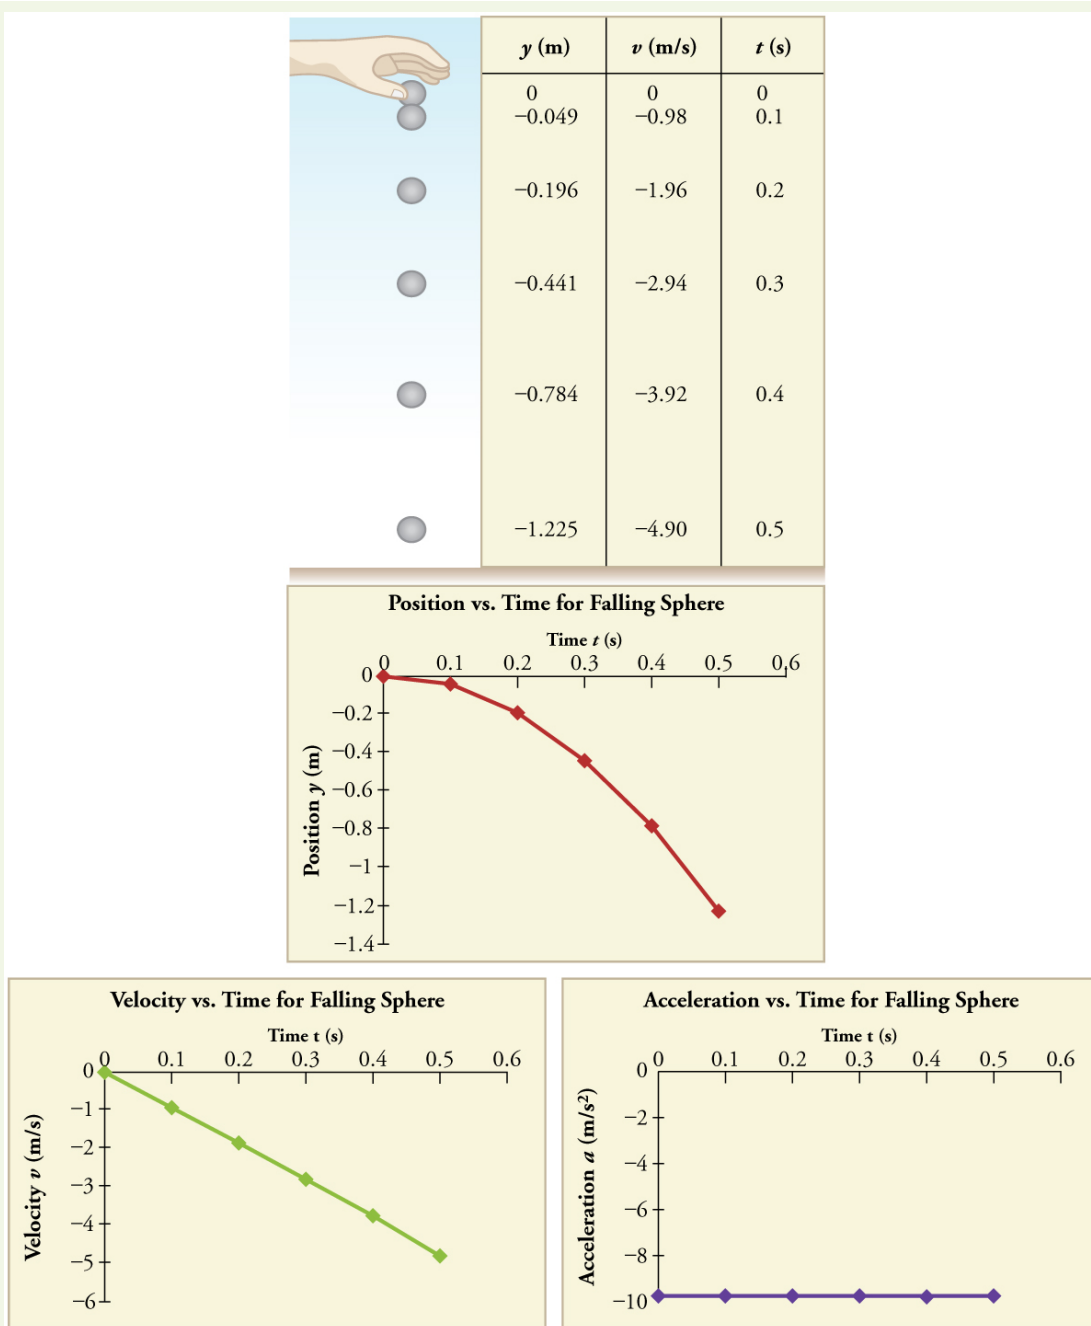 y (m) v (m/s) t (s)
0 0 0
−0.049 −0.98 0.1
−0.196 −1.96 0.2
−0.441 −2.94 0.3
−0.784 −3.92 0.4
−1.225 −4.90 0.5
Position vs. Time for Falling Sphere
Time t (s)
0 0.1 0.2 0.3 0.4 0.5 0,6
0
−0.2
−0.4
−0.6
−0.8
−1
−1.2
−1.4
Position y (m)
Velocity vs. Time for Falling Sphere
Time t (s)
0 0.1 0.2 0.3 0.4 0.5 0.6
0
−1
−2
−3
−4
−5
−6
Velocity v (m/s)
Acceleration vs. Time for Falling Sphere
Time t (s)
0 0.1 0.2 0.3 0.4 0.5 0.6
0
−2
−4
−6
−8
−10
Acceleration a (m/s²)